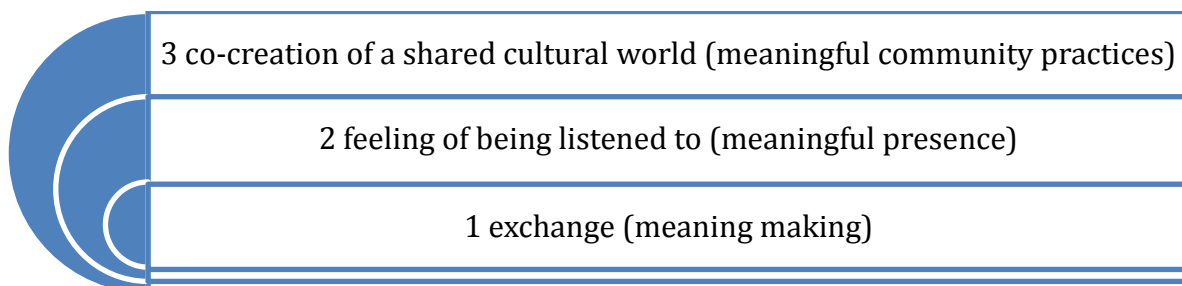 3 co-creation of a shared cultural world (meaningful community practices)
2 feeling of being listened to (meaningful presence)
1 exchange (meaning making)